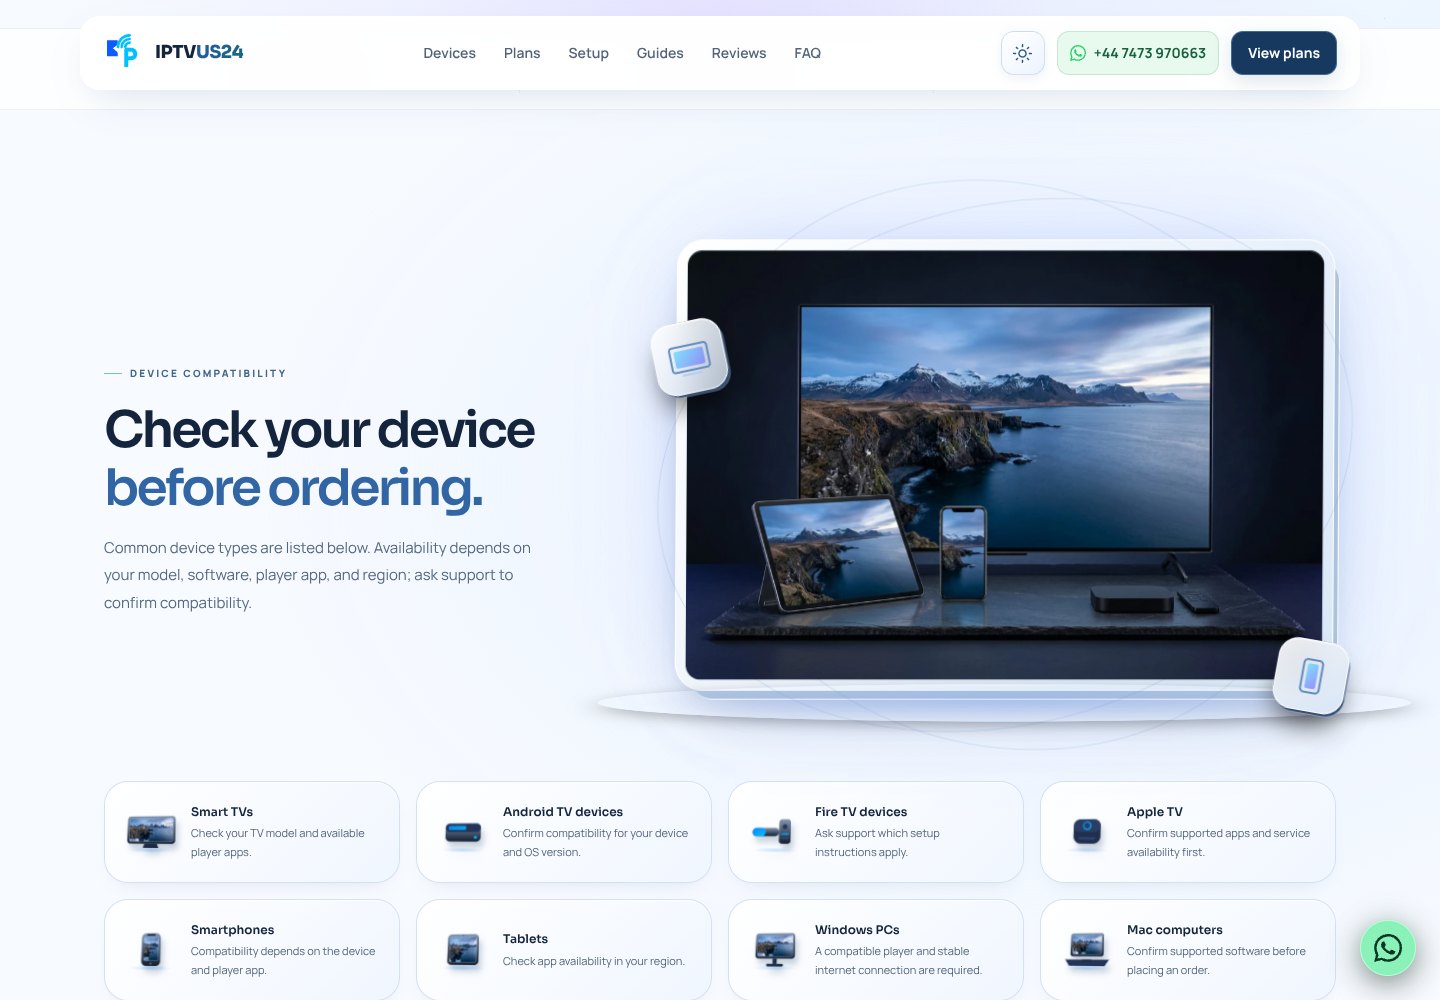 IPTVUS24
Devices
Plans
Setup
Guides
Reviews
FAQ
+44 7473 970663
View plans
DEVICE COMPATIBILITY
Check your device
before ordering.
Common device types are listed below. Availability depends on
your model, software, player app, and region; ask support to
confirm compatibility.
Smart TVs
Check your TV model and available
player apps.
Android TV devices
Confirm compatibility for your device
and OS version.
Fire TV devices
Ask support which setup
instructions apply.
Apple TV
Confirm supported apps and service
availability first.
Smartphones
Compatibility depends on the device
and player app.
Tablets
Check app availability in your region.
Windows PCs
A compatible player and stable
internet connection are required.
Mac computers
Confirm supported software before
placing an order.